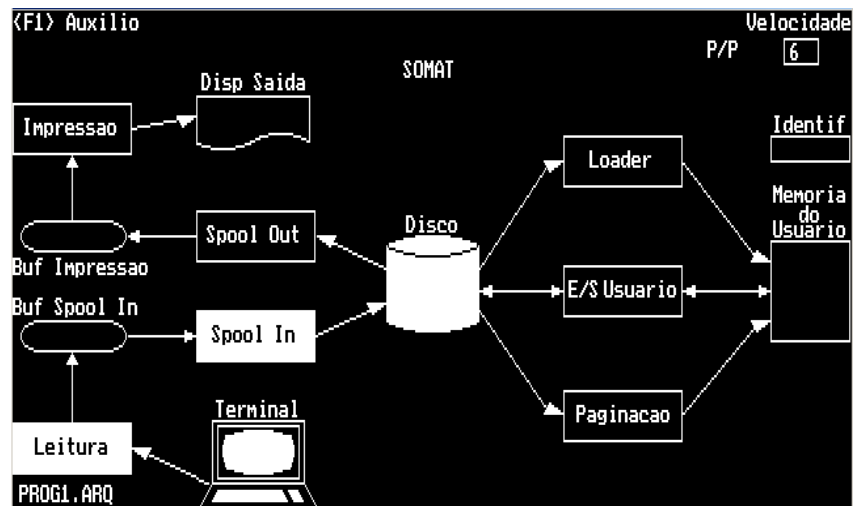 <F1> Auxilio
Velocidade
P/P 6
SOMAT
Disp Saida
Impressao
Identif
Loader
Memoria
do
Usuario
Disco
Spool Out
Buf Impressao
E/S Usuario
Buf Spool In
Spool In
Terminal
Paginacao
Leitura
PROG1.ARQ